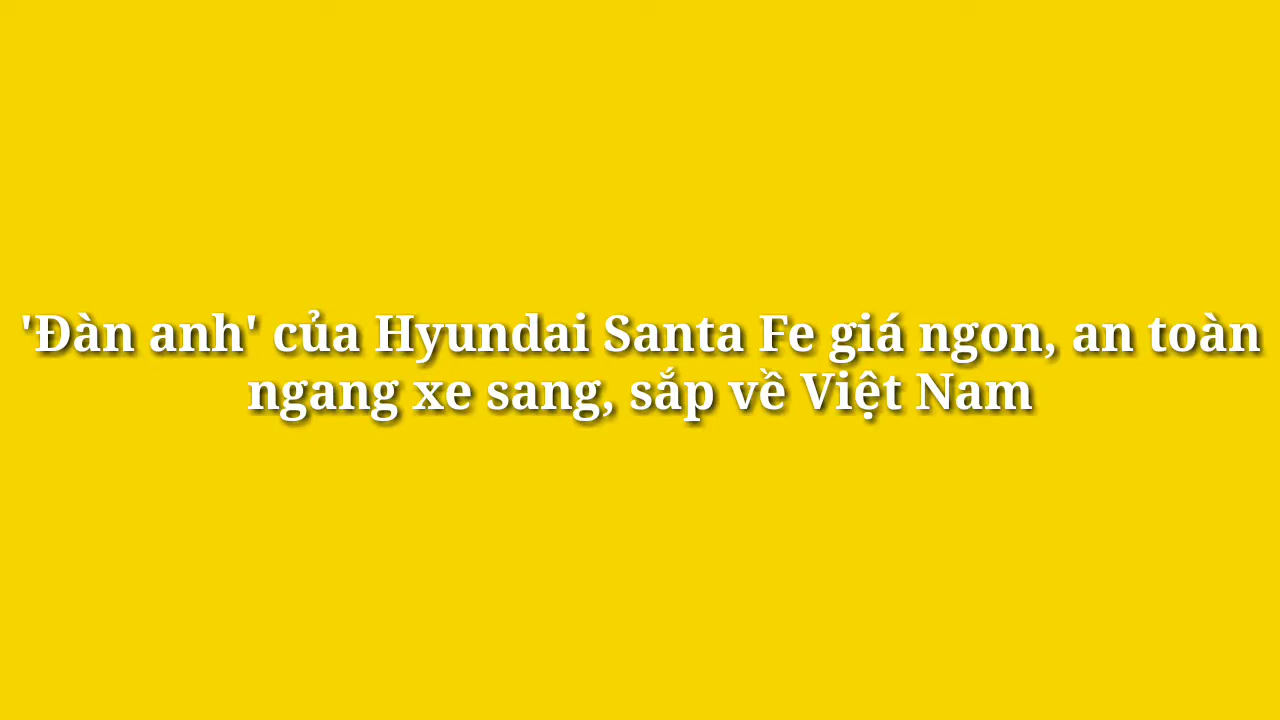 'Đàn anh' của Hyundai Santa Fe giá ngon, an toàn
ngang xe sang, sắp về Việt Nam